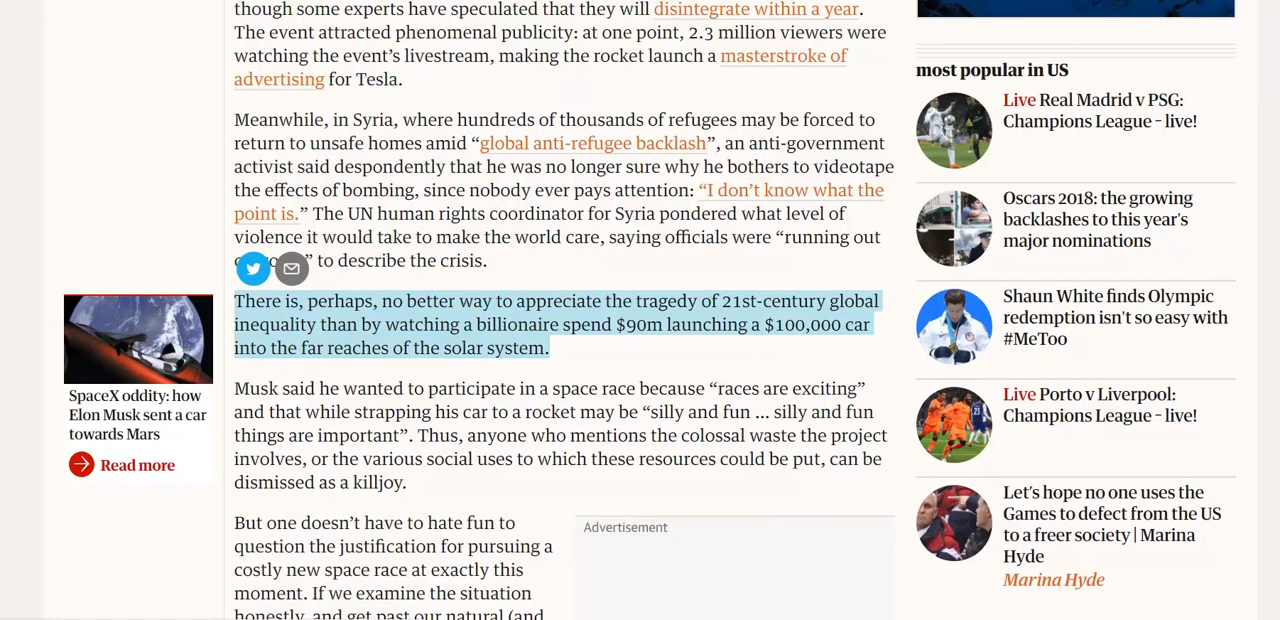 though some experts have speculated that they will disintegrate within a year.
The event attracted phenomenal publicity: at one point, 2.3 million viewers were
watching the event’s livestream, making the rocket launch a masterstroke of
advertising for Tesla.
Meanwhile, in Syria, where hundreds of thousands of refugees may be forced to
return to unsafe homes amid “global anti-refugee backlash”, an anti-government
activist said despondently that he was no longer sure why he bothers to videotape
the effects of bombing, since nobody ever pays attention: “I don’t know what the
point is.” The UN human rights coordinator for Syria pondered what level of
violence it would take to make the world care, saying officials were “running out
to describe the crisis.
There is, perhaps, no better way to appreciate the tragedy of 21st-century global
inequality than by watching a billionaire spend $90m launching a $100,000 car
into the far reaches of the solar system.
Musk said he wanted to participate in a space race because “races are exciting”
and that while strapping his car to a rocket may be “silly and fun ... silly and fun
things are important”. Thus, anyone who mentions the colossal waste the project
involves, or the various social uses to which these resources could be put, can be
dismissed as a killjoy.
But one doesn’t have to hate fun to
question the justification for pursuing a
costly new space race at exactly this
moment. If we examine the situation
honestly, and get past our natural (and
Advertisement
SpaceX oddity: how
Elon Musk sent a car
towards Mars
Read more
most popular in US
Live Real Madrid v PSG:
Champions League – live!
Oscars 2018: the growing
backlashes to this year's
major nominations
Shaun White finds Olympic
redemption isn't so easy with
#MeToo
Live Porto v Liverpool:
Champions League – live!
Let’s hope no one uses the
Games to defect from the US
to a freer society | Marina
Hyde
Marina Hyde